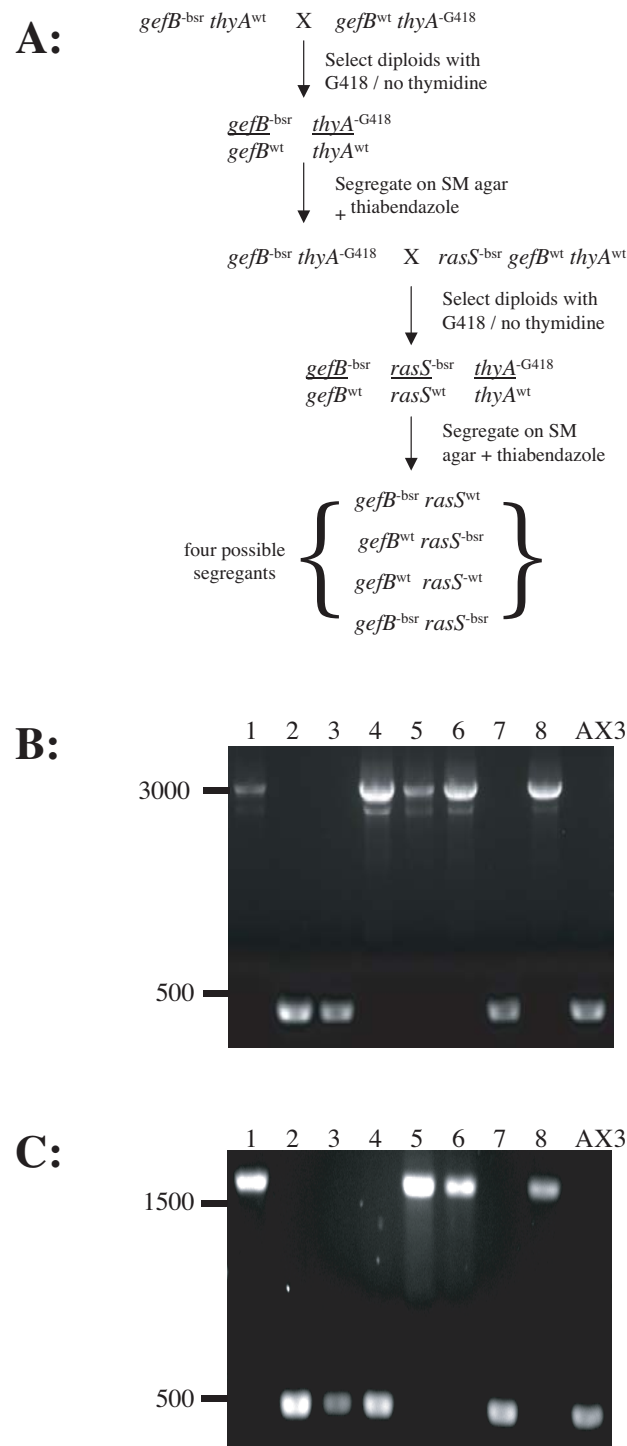 A:
gefB-bsr thyAwt X gefBwt thyA-G418
Select diploids with
G418 / no thymidine
gefB-bsr thyA-G418
gefBwt thyAwt
Segregate on SM agar
+ thiabendazole
gefB-bsr thyA-G418 X rasS-bsr gefBwt thyAwt
Select diploids with
G418 / no thymidine
gefB-bsr rasS-bsr thyA-G418
gefBwt rasSwt thyAwt
Segregate on SM
agar + thiabendazole
four possible
segregants
gefB-bsr rasSwt
gefBwt rasS-bsr
gefBwt rasS-wt
gefB-bsr rasS-bsr
B:
1 2 3 4 5 6 7 8 AX3
3000
500
C:
1 2 3 4 5 6 7 8 AX3
1500
500